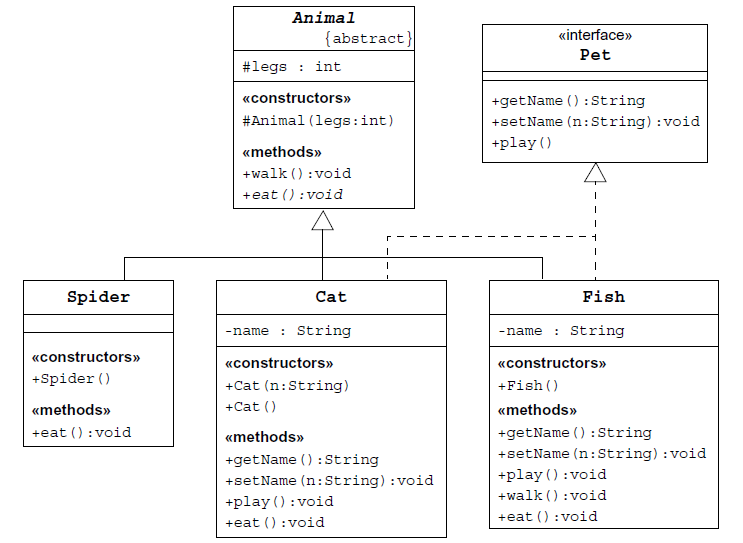 Animal
{abstract}
#legs : int
«constructors»
#Animal(legs:int)
«methods»
+walk():void
+eat():void
«interface»
Pet
+getName():String
+setName(n:String):void
+play()
Spider
«constructors»
+Spider()
«methods»
+eat():void
Cat
-name : String
«constructors»
+Cat(n:String)
+Cat()
«methods»
+getName():String
+setName(n:String):void
+play():void
+eat():void
Fish
-name : String
«constructors»
+Fish()
«methods»
+getName():String
+setName(n:String):void
+play():void
+walk():void
+eat():void